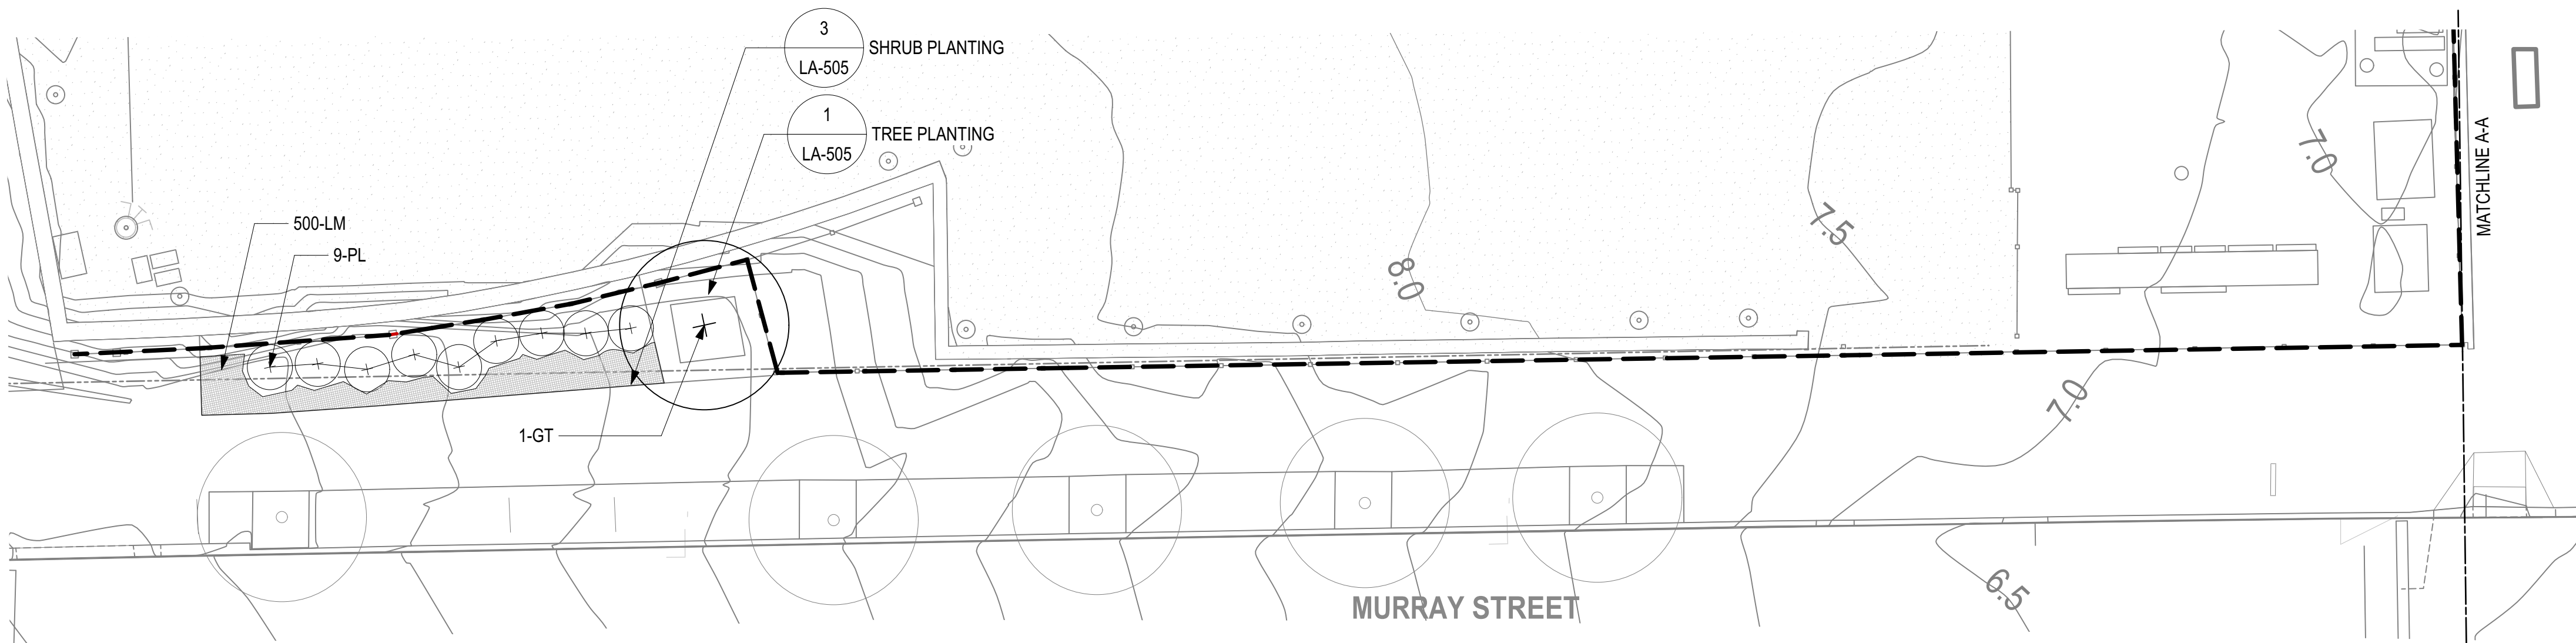 3
LA-505
SHRUB PLANTING
1
LA-505
TREE PLANTING
500-LM
9-PL
1-GT
8.0
7.5
7.0
7.0
6.5
MATCHLINE A-A
MURRAY STREET